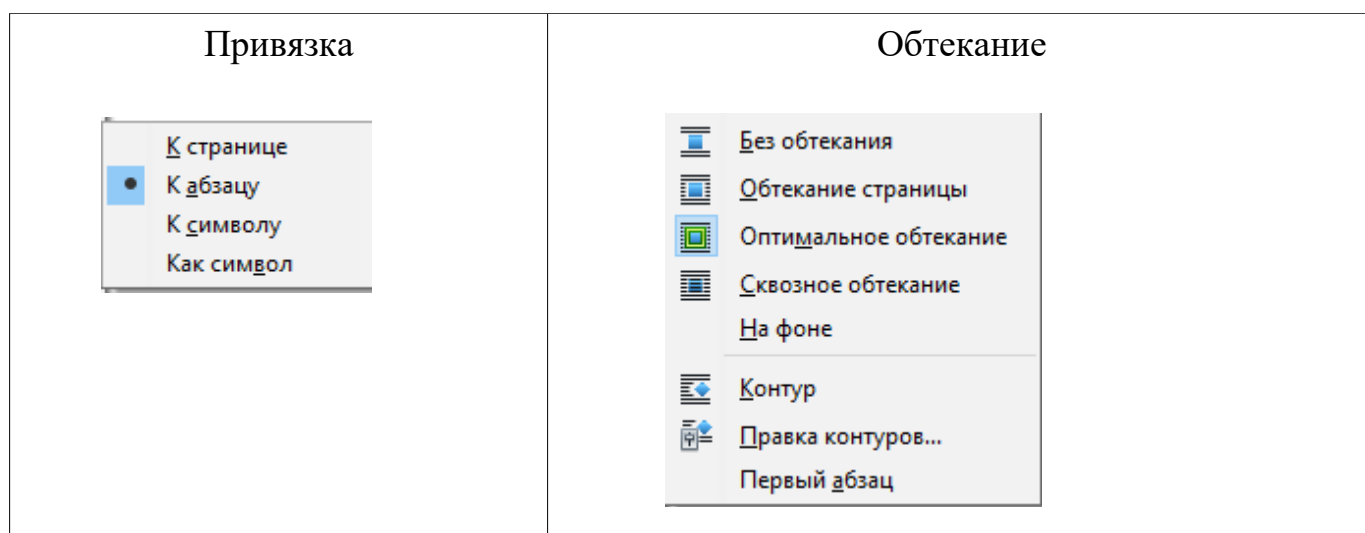 Привязка
К странице
К абзацу
К символу
Как символ
Обтекание
Без обтекания
Обтекание страницы
Оптимальное обтекание
Сквозное обтекание
На фоне
Контур
Правка контуров...
Первый абзац